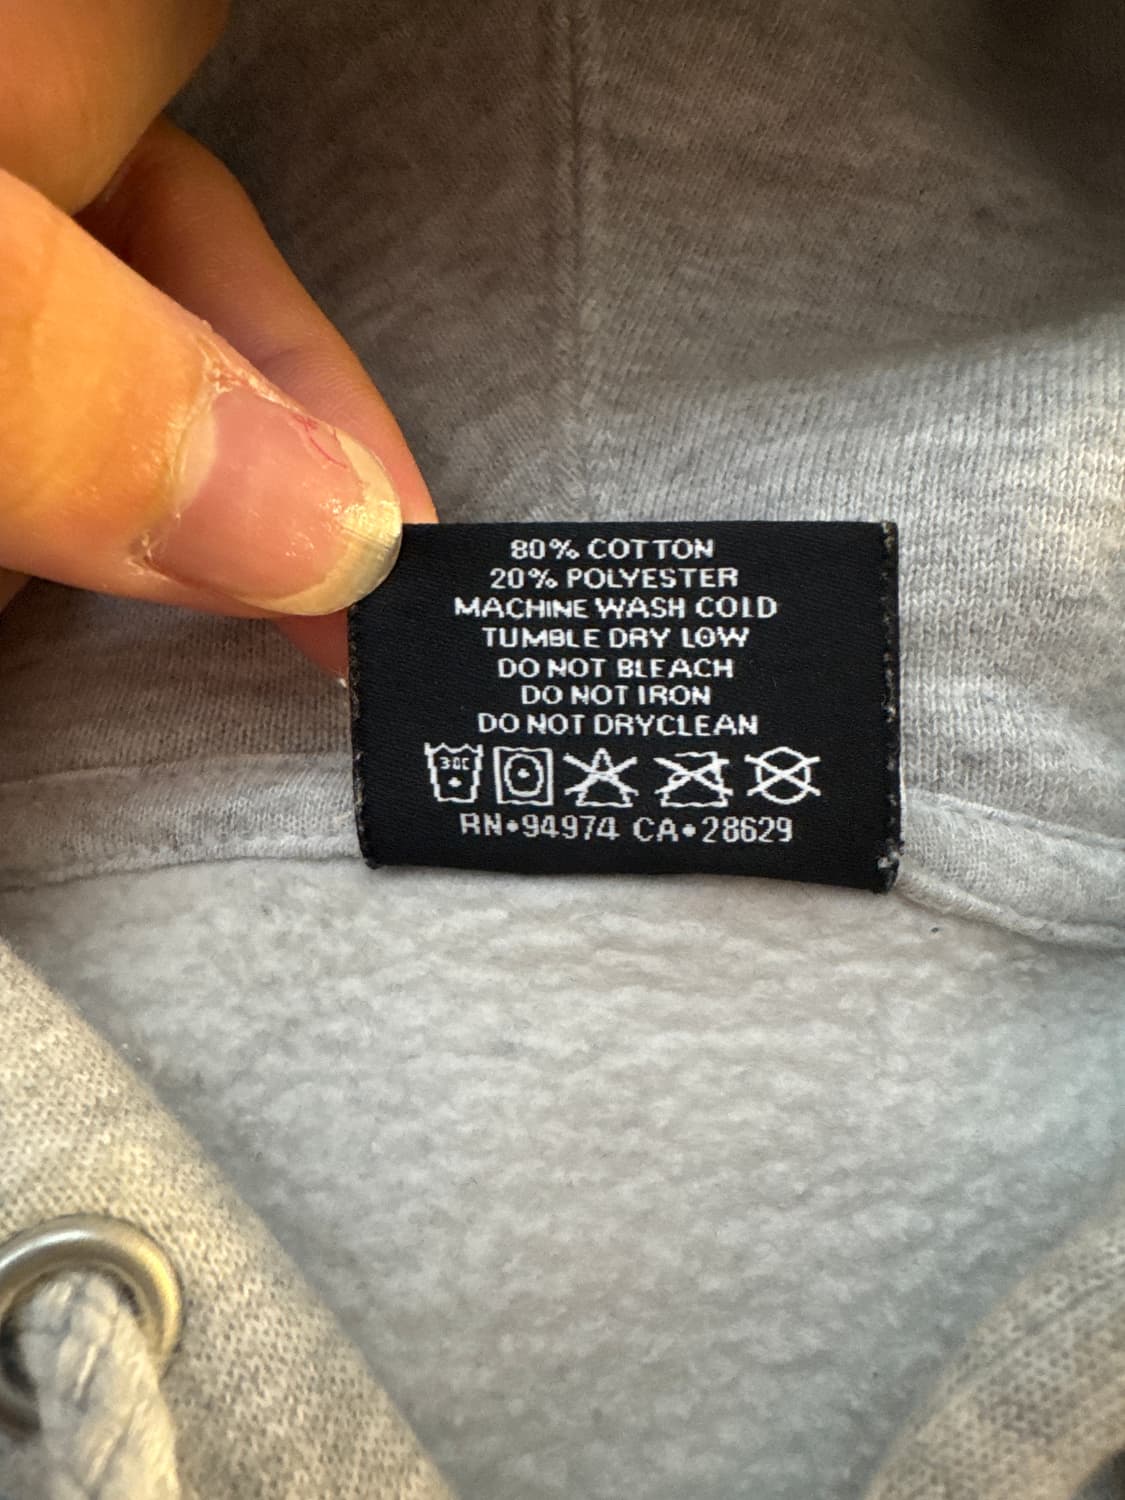 80% COTTON
20% POLYESTER
MACHINE WASH COLD
TUMBLE DRY LOW
DO NOT BLEACH
DO NOT IRON
DO NOT DRYCLEAN
30C
RN•94974 CA•28629